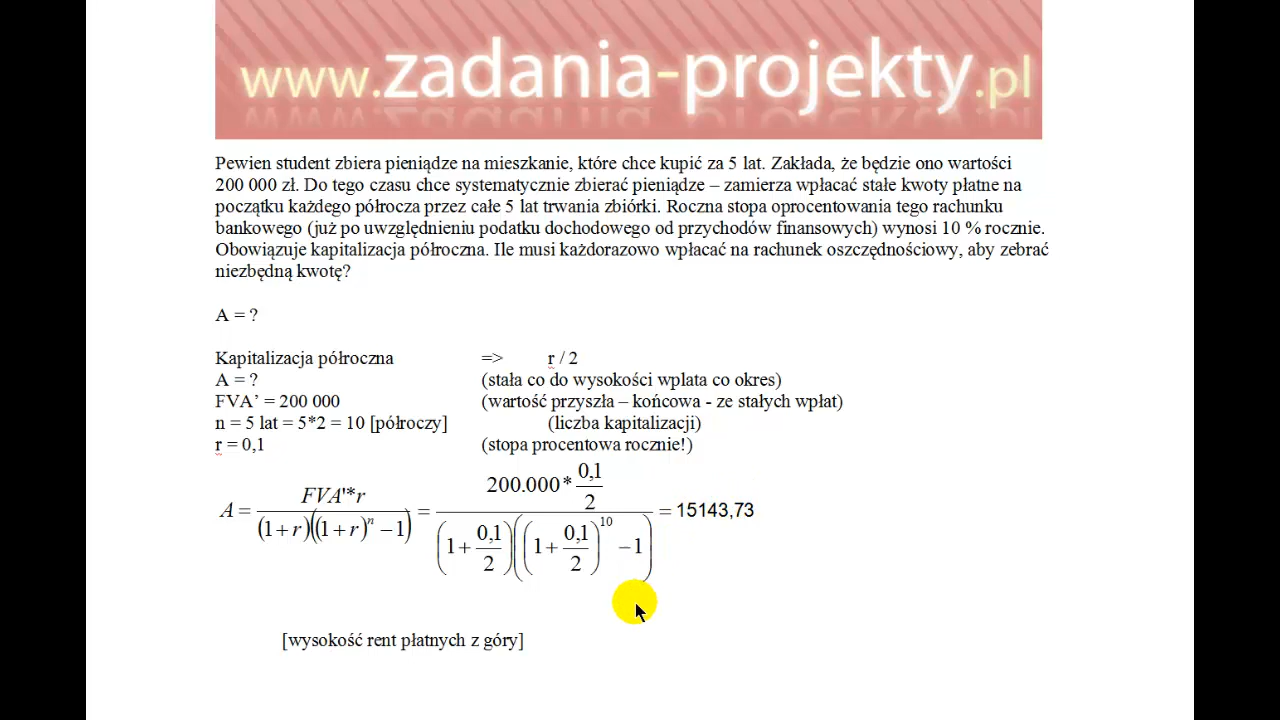 www.zadania-projekty.pl
Pewien student zbiera pieniądze na mieszkanie, które chce kupić za 5 lat. Zakłada, że będzie ono wartości
200 000 zł. Do tego czasu chce systematycznie zbierać pieniądze – zamierza wpłacać stałe kwoty płatne na
początku każdego półrocza przez całe 5 lat trwania zbiórki. Roczna stopa oprocentowania tego rachunku
bankowego (już po uwzględnieniu podatku dochodowego od przychodów finansowych) wynosi 10 % rocznie.
Obowiązuje kapitalizacja półroczna. Ile musi każdorazowo wpłacać na rachunek oszczędnościowy, aby zebrać
niezbędną kwotę?
A = ?
Kapitalizacja półroczna => r / 2
A = ? (stała co do wysokości wplata co okres)
FVA’ = 200 000 (wartość przyszła – końcowa - ze stałych wpłat)
n = 5 lat = 5*2 = 10 [półroczy] (liczba kapitalizacji)
r = 0,1 (stopa procentowa rocznie!)
A = FVA'*r / (1+r)((1+r)^n −1) = 200.000* 0,1/2 / (1+ 0,1/2)((1+ 0,1/2)^10 −1) = 15143,73
[wysokość rent płatnych z góry]